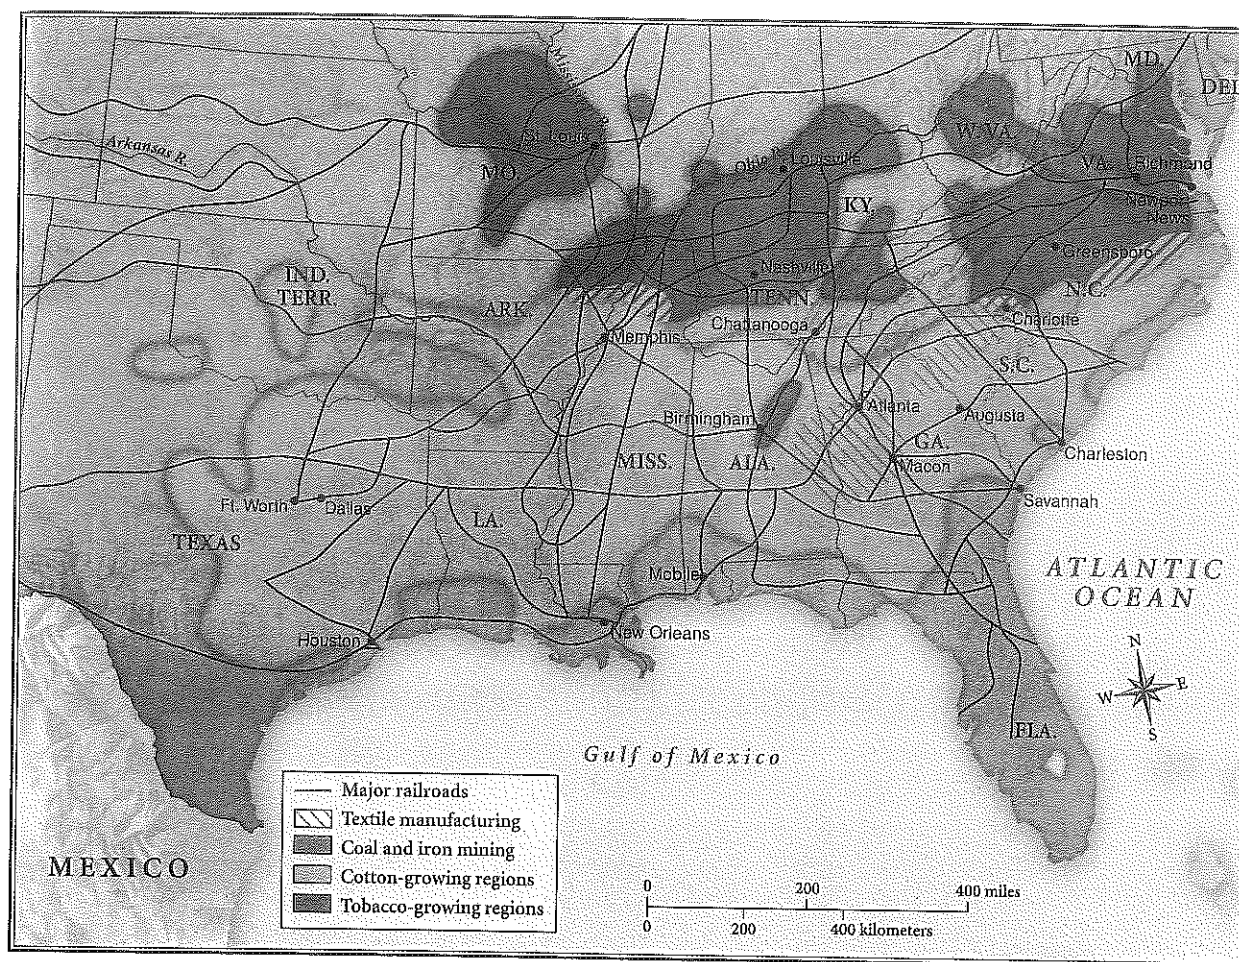 Mississippi R.
MD.
DEL.
Arkansas R.
St. Louis
W. VA.
Ohio R.
Louisville
VA.
Richmond
MO.
Newport
News
KY.
Greensboro
IND.
TERR.
Nashville
N.C.
ARK.
TENN.
Charlotte
Chattanooga
Memphis
S.C.
Atlanta
Augusta
Birmingham
GA.
Charleston
MISS.
ALA.
Macon
Savannah
Ft. Worth
Dallas
LA.
TEXAS
ATLANTIC
OCEAN
Mobile
Houston
New Orleans
N
W
E
S
FLA.
Gulf of Mexico
Major railroads
Textile manufacturing
Coal and iron mining
Cotton-growing regions
Tobacco-growing regions
MEXICO
0 200 400 miles
0 200 400 kilometers